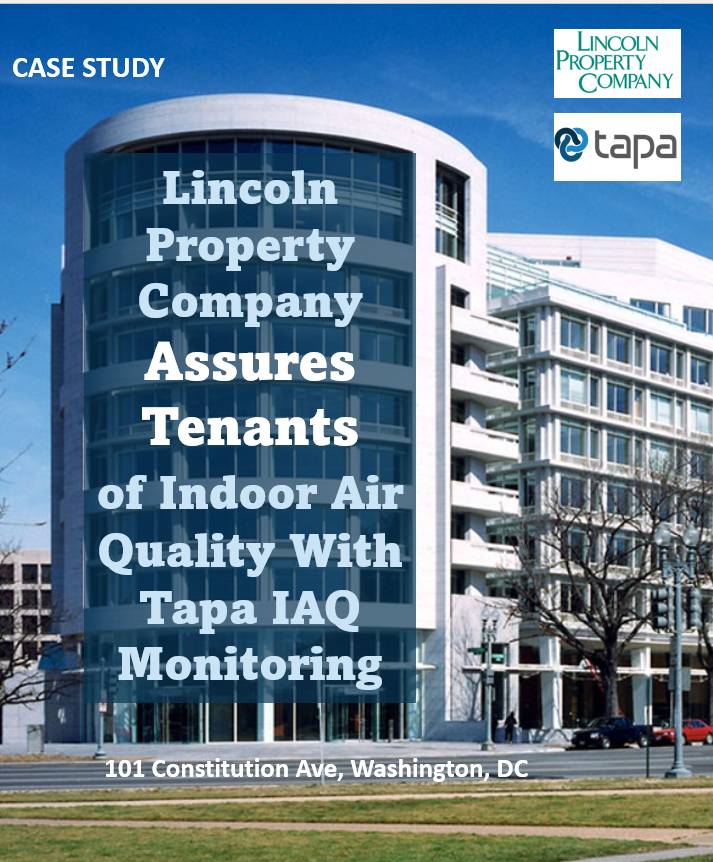 CASE STUDY
LINCOLN
PROPERTY
COMPANY
tapa
Lincoln
Property
Company
Assures
Tenants
of Indoor Air
Quality With
Tapa IAQ
Monitoring
101 Constitution Ave, Washington, DC